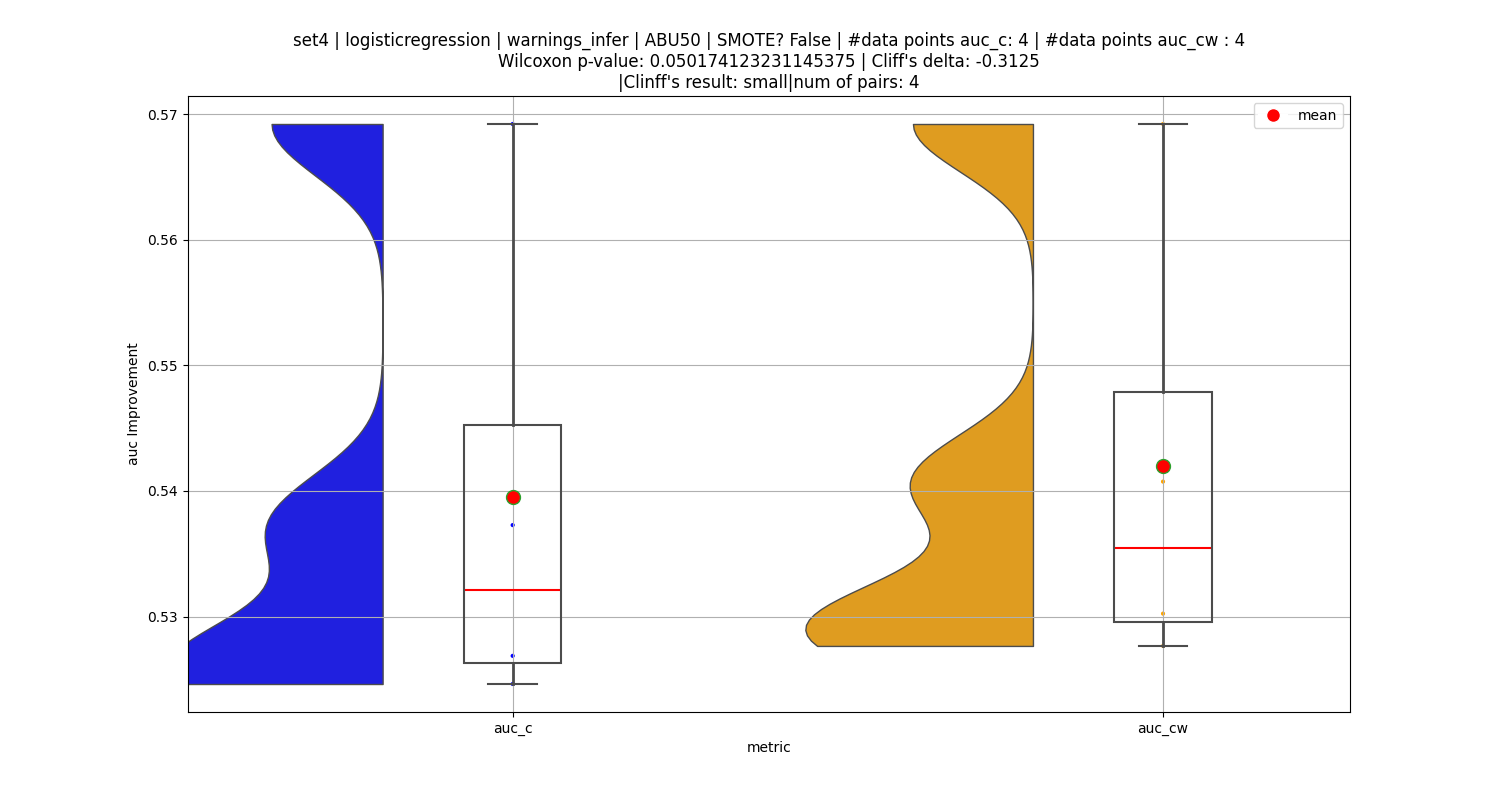 set4 | logisticregression | warnings_infer | ABU50 | SMOTE? False | #data points auc_c: 4 | #data points auc_cw : 4
Wilcoxon p-value: 0.050174123231145375 | Cliff's delta: -0.3125
|Clinff's result: small|num of pairs: 4
mean
0.57
0.56
0.55
0.54
0.53
auc Improvement
auc_c
auc_cw
metric